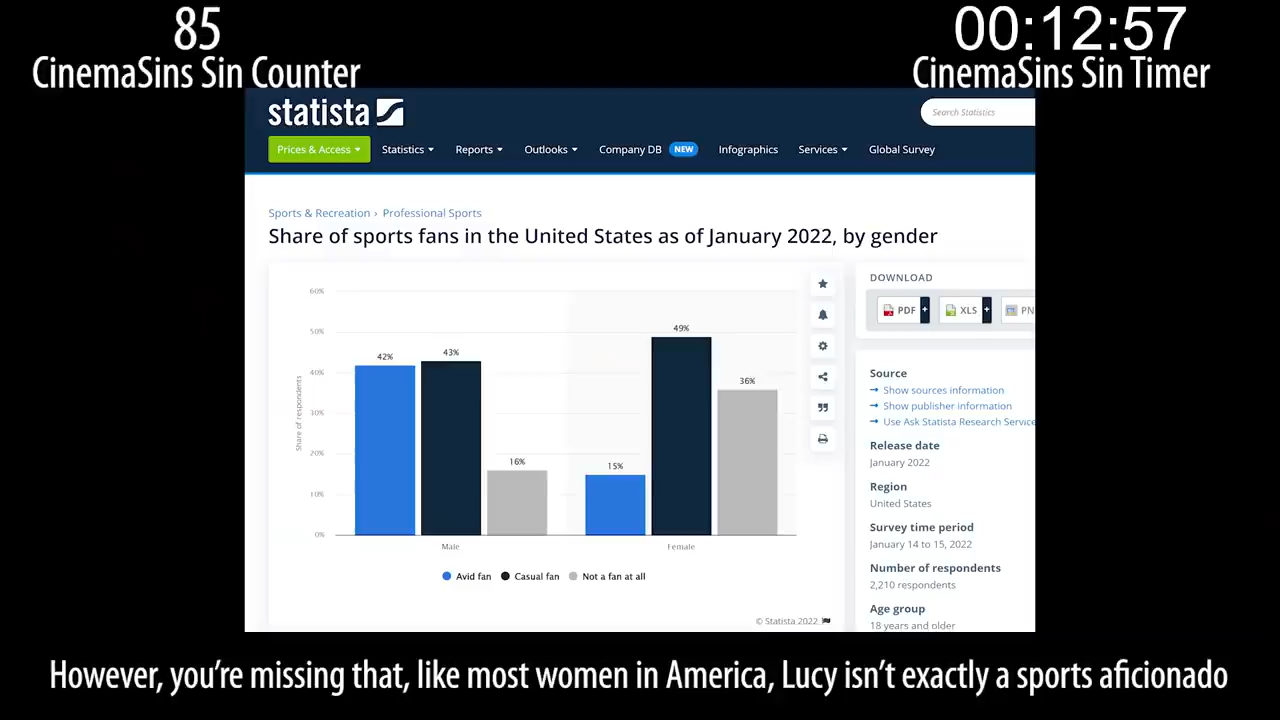 85
CinemaSins Sin Counter
00:12:57
CinemaSins Sin Timer
statista
Search Statistics
Prices & Access
Statistics
Reports
Outlooks
Company DB NEW
Infographics
Services
Global Survey
Sports & Recreation › Professional Sports
Share of sports fans in the United States as of January 2022, by gender
60%
50%
40%
30%
20%
10%
0%
Share of respondents
42%
43%
16%
15%
49%
36%
Male
Female
Avid fan
Casual fan
Not a fan at all
© Statista 2022
DOWNLOAD
PDF +
XLS +
PN
Source
→ Show sources information
→ Show publisher information
→ Use Ask Statista Research Service
Release date
January 2022
Region
United States
Survey time period
January 14 to 15, 2022
Number of respondents
2,210 respondents
Age group
18 years and older
However, you're missing that, like most women in America, Lucy isn't exactly a sports aficionado